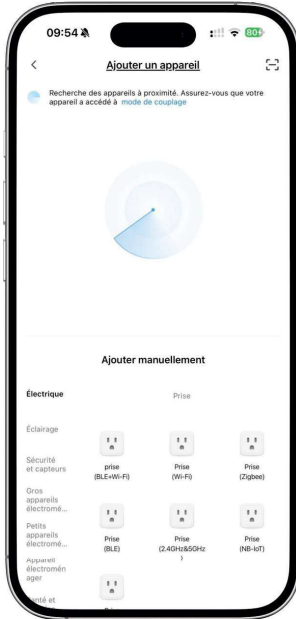 09:54
80
Ajouter un appareil
Recherche des appareils à proximité. Assurez-vous que votre
appareil a accédé à mode de couplage
Ajouter manuellement
Électrique
Prise
Éclairage
Sécurité
et capteurs
Gros
appareils
électromé...
Petits
appareils
électromé...
Appareil
électromén
ager
Santé et
prise
(BLE+Wi-Fi)
Prise
(Wi-Fi)
Prise
(Zigbee)
Prise
(BLE)
Prise
(2.4GHz&5GHz
)
Prise
(NB-IoT)